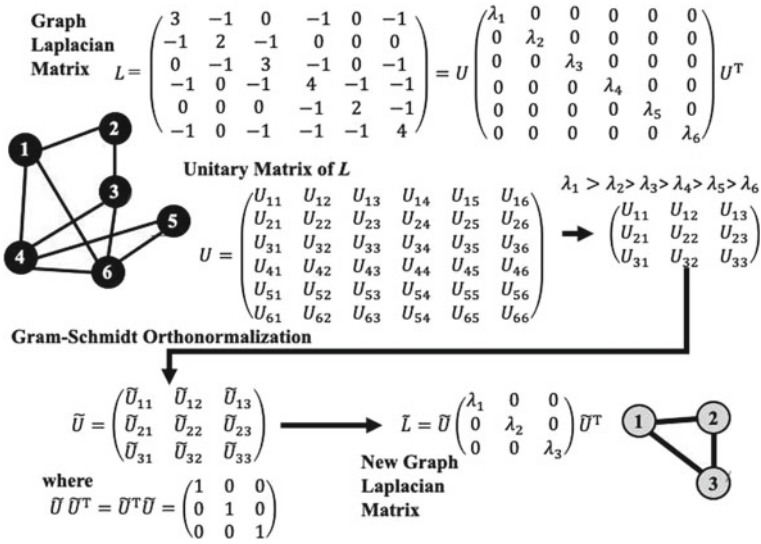 Graph
Laplacian
Matrix
L =
3 −1 0 −1 0 −1
−1 2 −1 0 0 0
0 −1 3 −1 0 −1
−1 0 −1 4 −1 −1
0 0 0 −1 2 −1
−1 0 −1 −1 −1 4
= U
λ₁ 0 0 0 0 0
0 λ₂ 0 0 0 0
0 0 λ₃ 0 0 0
0 0 0 λ₄ 0 0
0 0 0 0 λ₅ 0
0 0 0 0 0 λ₆
Uᵀ
1
2
3
4
5
6
Unitary Matrix of L
U =
U₁₁ U₁₂ U₁₃ U₁₄ U₁₅ U₁₆
U₂₁ U₂₂ U₂₃ U₂₄ U₂₅ U₂₆
U₃₁ U₃₂ U₃₃ U₃₄ U₃₅ U₃₆
U₄₁ U₄₂ U₄₃ U₄₄ U₄₅ U₄₆
U₅₁ U₅₂ U₅₃ U₅₄ U₅₅ U₅₆
U₆₁ U₆₂ U₆₃ U₅₄ U₆₅ U₆₆
λ₁ > λ₂> λ₃> λ₄> λ₅> λ₆
U₁₁ U₁₂ U₁₃
U₂₁ U₂₂ U₂₃
U₃₁ U₃₂ U₃₃
Gram-Schmidt Orthonormalization
Ũ =
Ũ₁₁ Ũ₁₂ Ũ₁₃
Ũ₂₁ Ũ₂₂ Ũ₂₃
Ũ₃₁ Ũ₃₂ Ũ₃₃
where
Ũ Ũᵀ = ŨᵀŨ =
1 0 0
0 1 0
0 0 1
L̃ = Ũ
λ₁ 0 0
0 λ₂ 0
0 0 λ₃
Ũᵀ
New Graph
Laplacian
Matrix
1
2
3